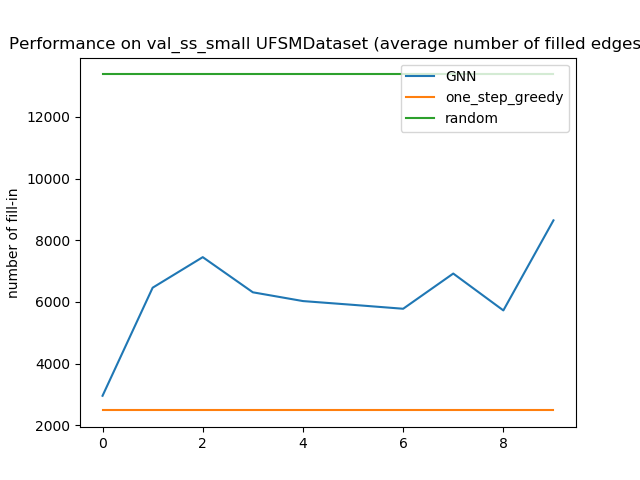 Performance on val_ss_small UFSMDataset (average number of filled edges
GNN
one_step_greedy
random
number of fill-in
12000
10000
8000
6000
4000
2000
0 2 4 6 8